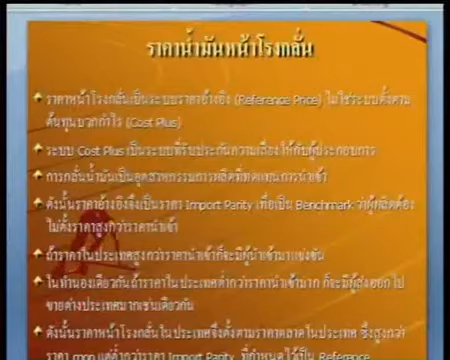 ราคาน้ำมันหน้าโรงกลั่น
ราคาหน้าโรงกลั่นเป็นระบบราคาอ้างอิง (Reference Price) ไม่ใช่ระบบตั้งตาม
ต้นทุนบวกกำไร (Cost Plus)
ระบบ Cost Plus เป็นระบบที่รับประกันความเสี่ยงให้กับผู้ประกอบการ
การกลั่นน้ำมันเป็นอุตสาหกรรมการผลิตที่ทดแทนการนำเข้า
ดังนั้นราคาอ้างอิงจึงเป็นราคา Import Parity เพื่อเป็น Benchmark ว่าผู้ผลิตต้อง
ไม่ตั้งราคาสูงกว่าราคานำเข้า
ถ้าราคาในประเทศสูงกว่าราคานำเข้าก็จะมีผู้นำเข้ามาแข่งขัน
ในทำนองเดียวกันถ้าราคาในประเทศต่ำกว่าราคานำเข้ามาก ก็จะมีผู้ส่งออกไป
ขายต่างประเทศมากเช่นเดียวกัน
ดังนั้นราคาหน้าโรงกลั่นในประเทศจึงตั้งตามราคาตลาดในประเทศ ซึ่งสูงกว่า
ราคา mop แต่ต่ำกว่าราคา Import Parity ที่กำหนดไว้เป็น Reference